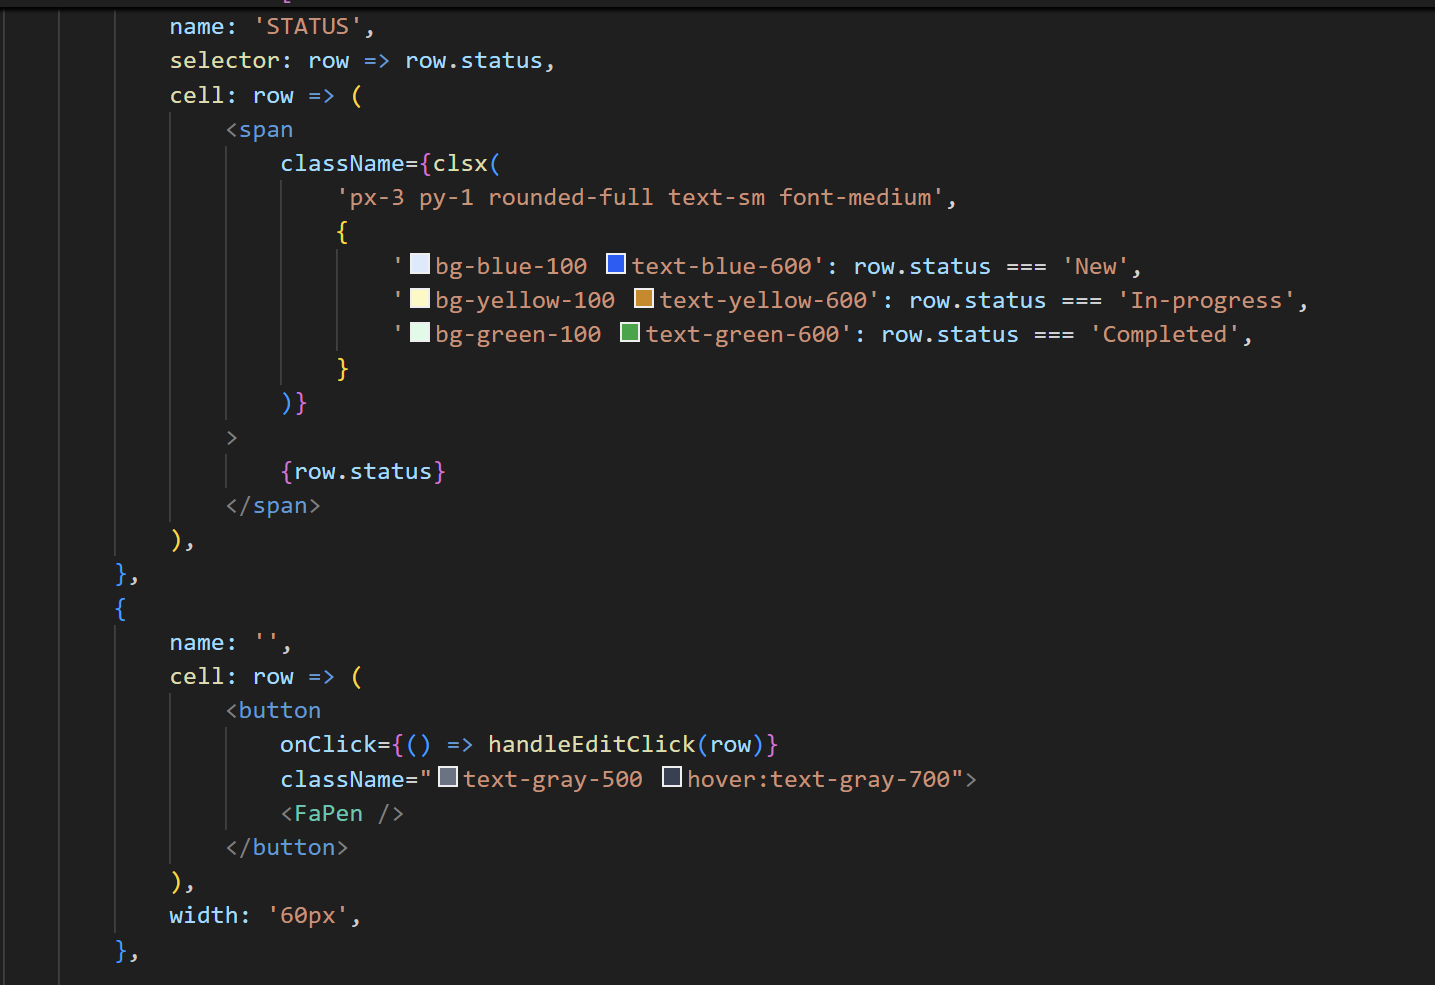 {
name: 'STATUS',
selector: row => row.status,
cell: row => (
<span
className={clsx(
'px-3 py-1 rounded-full text-sm font-medium',
{
'bg-blue-100 text-blue-600': row.status === 'New',
'bg-yellow-100 text-yellow-600': row.status === 'In-progress',
'bg-green-100 text-green-600': row.status === 'Completed',
}
)}
>
{row.status}
</span>
),
},
{
name: '',
cell: row => (
<button
onClick={() => handleEditClick(row)}
className="text-gray-500 hover:text-gray-700">
<FaPen />
</button>
),
width: '60px',
},